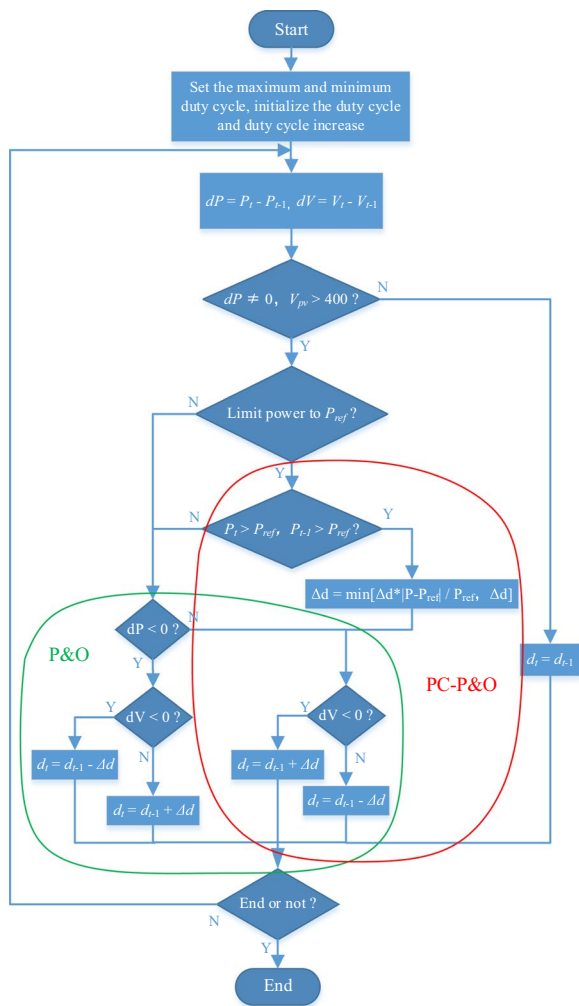 Start
Set the maximum and minimum
duty cycle, initialize the duty cycle
and duty cycle increase
dP = Pt - Pt-1, dV = Vt - Vt-1
dP ≠ 0, Vpv > 400 ?
N
Y
Limit power to Pref ?
N
Y
Pt > Pref, Pt-1 > Pref ?
N
Y
Δd = min[Δd*|P-Pref| / Pref, Δd]
dP < 0 ?
N
Y
P&O
dt = dt-1
PC-P&O
dV < 0 ?
Y
N
dV < 0 ?
Y
N
dt = dt-1 - Δd
dt = dt-1 + Δd
dt = dt-1 + Δd
dt = dt-1 - Δd
End or not ?
N
Y
End